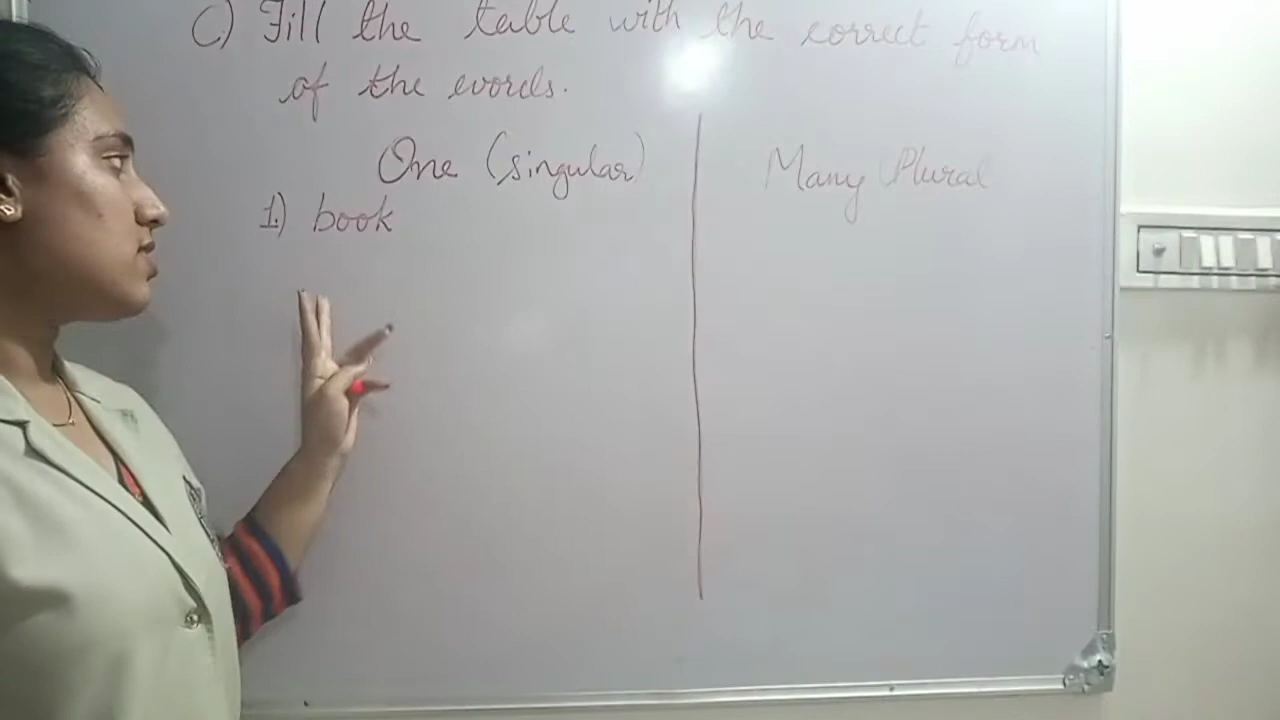 C.) Fill the table with the correct form
of the words.
One (singular) Many (Plural
1.) book